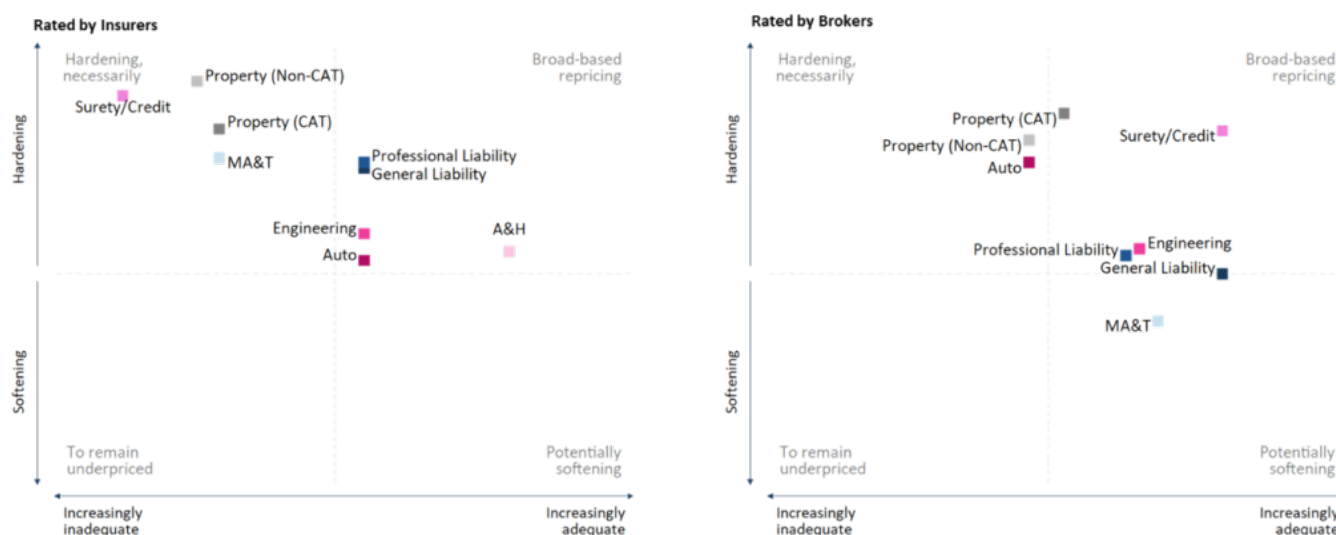 Rated by Insurers
Hardening,
necessarily
Broad-based
repricing
Property (Non-CAT)
Surety/Credit
Property (CAT)
MA&T
Professional Liability
General Liability
Engineering
A&H
Auto
Hardening
Softening
To remain
underpriced
Potentially
softening
Increasingly
inadequate
Increasingly
adequate
Rated by Brokers
Hardening,
necessarily
Broad-based
repricing
Property (CAT)
Surety/Credit
Property (Non-CAT)
Auto
Engineering
Professional Liability
General Liability
MA&T
Hardening
Softening
To remain
underpriced
Potentially
softening
Increasingly
inadequate
Increasingly
adequate